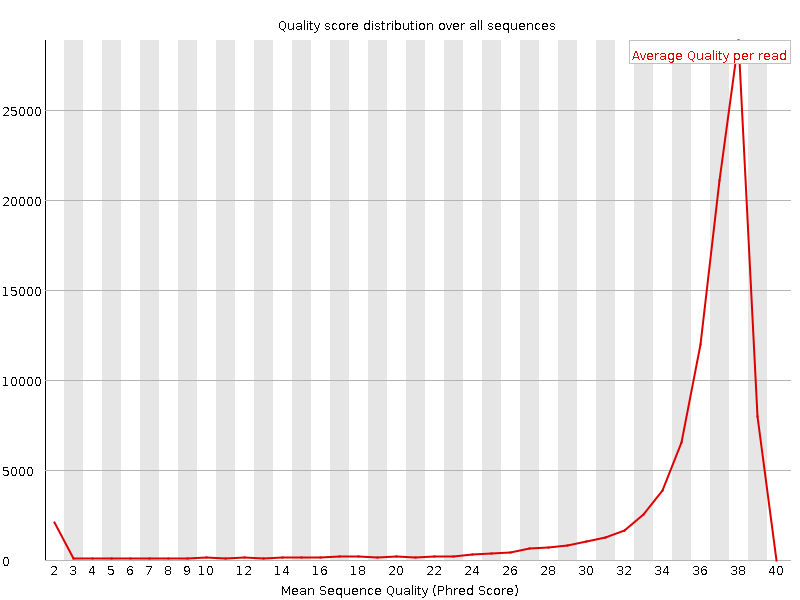 Quality score distribution over all sequences
Average Quality per read
25000
20000
15000
10000
5000
0
2 3 4 5 6 7 8 9 10 12 14 16 18 20 22 24 26 28 30 32 34 36 38 40
Mean Sequence Quality (Phred Score)